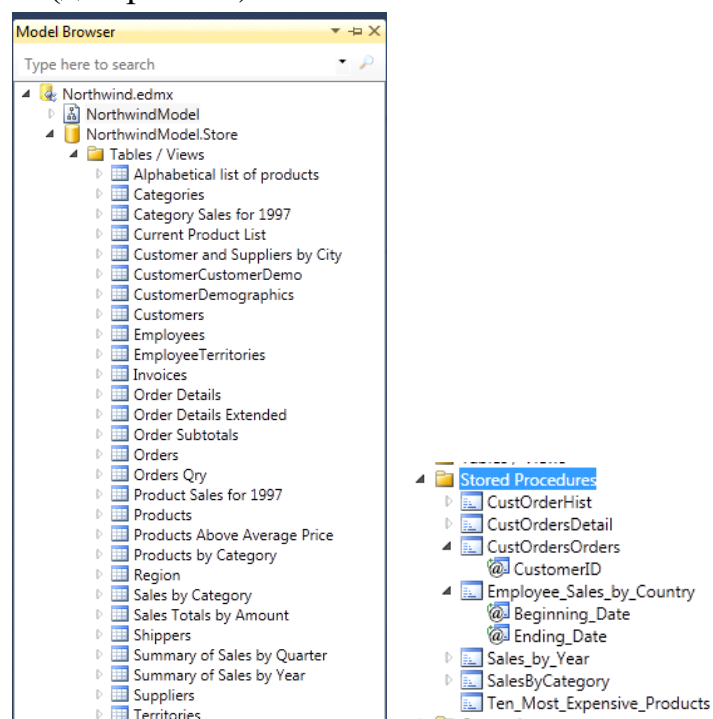 Model Browser
Type here to search
Northwind.edmx
NorthwindModel
NorthwindModel.Store
Tables / Views
Alphabetical list of products
Categories
Category Sales for 1997
Current Product List
Customer and Suppliers by City
CustomerCustomerDemo
CustomerDemographics
Customers
Employees
EmployeeTerritories
Invoices
Order Details
Order Details Extended
Order Subtotals
Orders
Orders Qry
Product Sales for 1997
Products
Products Above Average Price
Products by Category
Region
Sales by Category
Sales Totals by Amount
Shippers
Summary of Sales by Quarter
Summary of Sales by Year
Suppliers
Territories
Stored Procedures
CustOrderHist
CustOrdersDetail
CustOrdersOrders
CustomerID
Employee_Sales_by_Country
Beginning_Date
Ending_Date
Sales_by_Year
SalesByCategory
Ten_Most_Expensive_Products